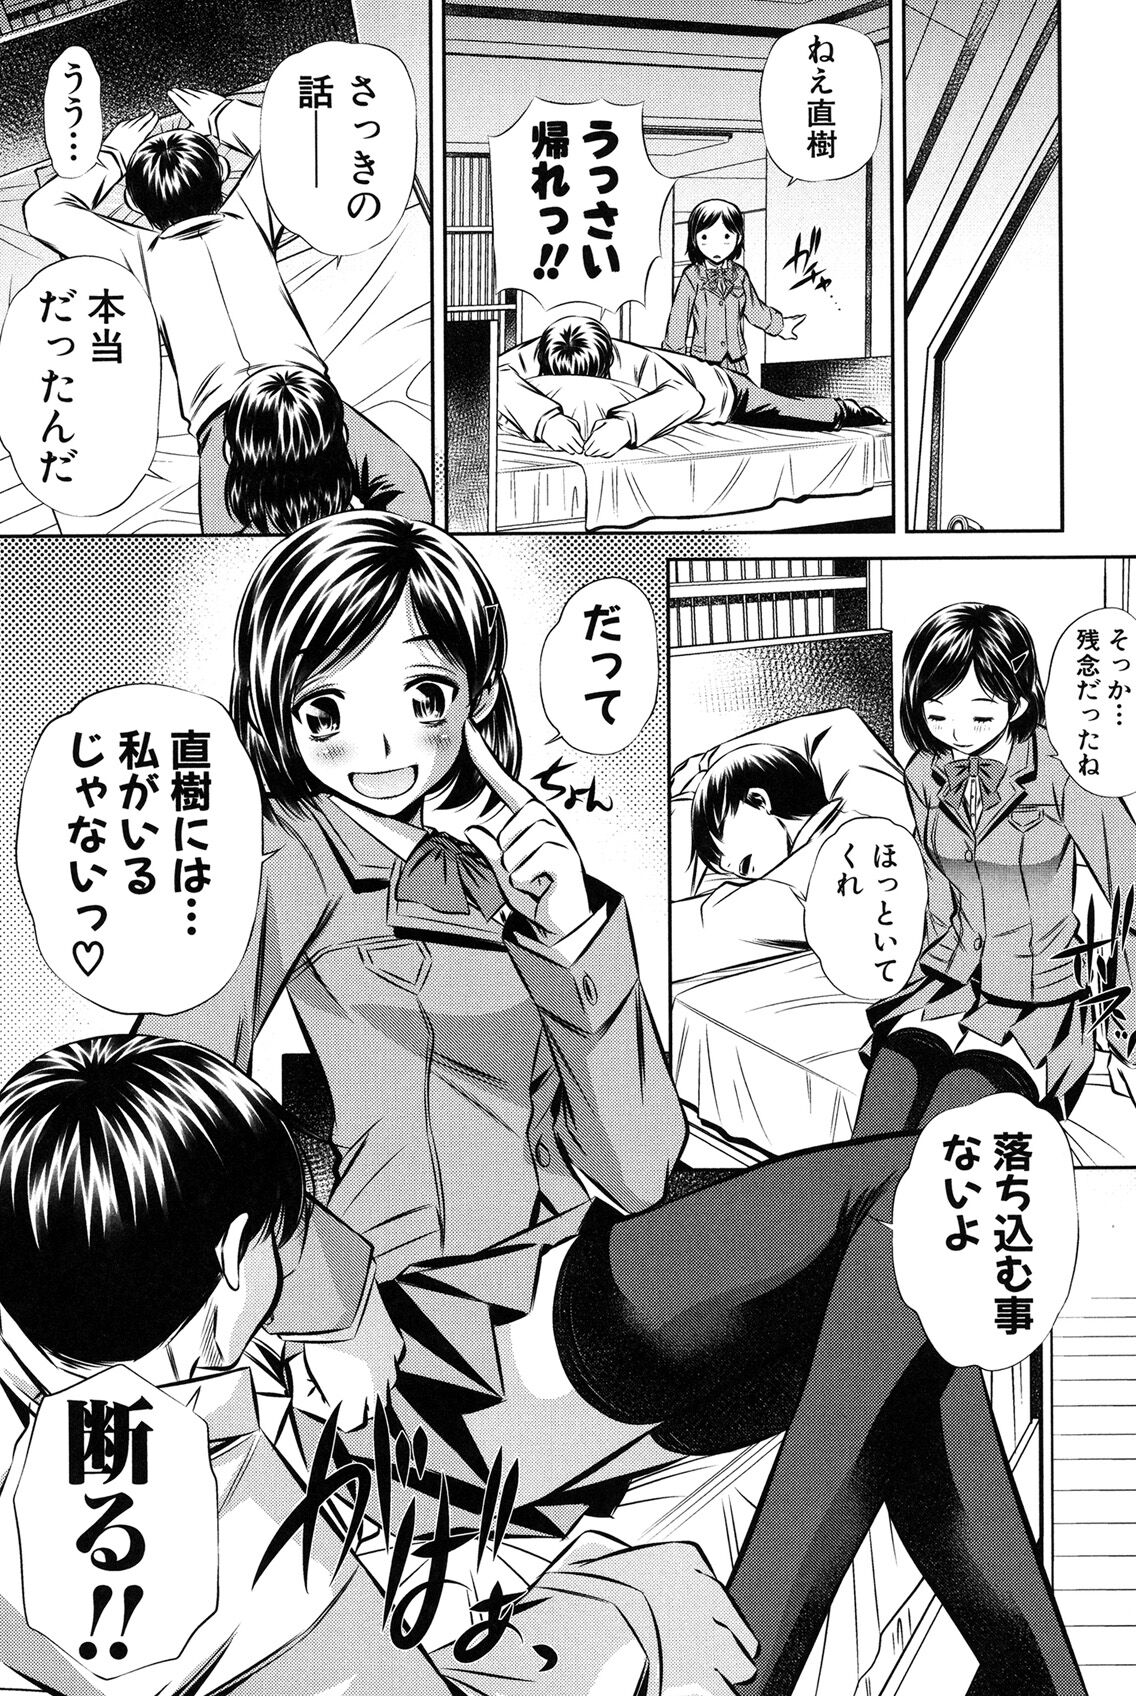 ねえ直樹
ガチャ
うっさい
帰れっ!!
さっきの
話──
うう…
本当
だったんだ
そっか…
残念だったね
ほっといて
くれ
ギズ…
落ち込む事
ないよ
だって
ちょん
直樹には…
私がいる
じゃないっ♡
がばぁ、
断る!!